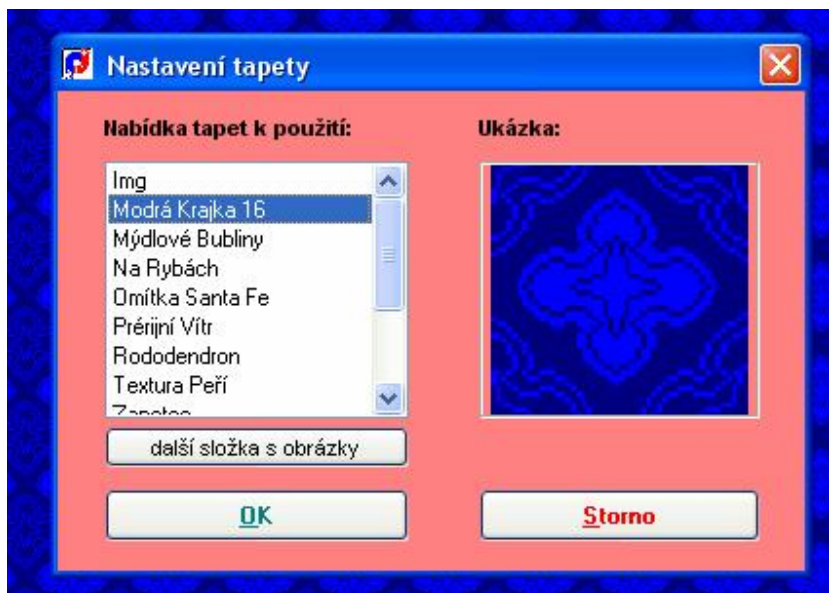 Nastavení tapety
Nabídka tapet k použití:
Ukázka:
Img
Modrá Krajka 16
Mýdlové Bubliny
Na Rybách
Omítka Santa Fe
Prérijní Vítr
Rododendron
Textura Peří
další složka s obrázky
OK
Storno